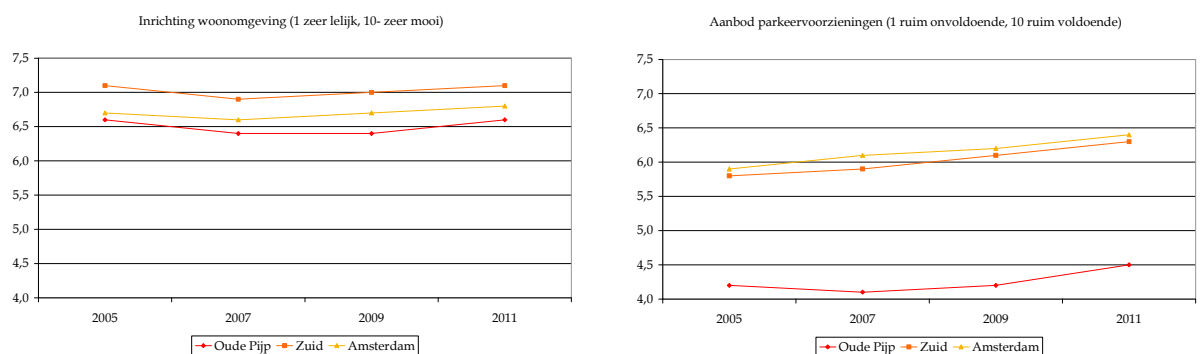 Inrichting woonomgeving (1 zeer lelijk, 10- zeer mooi)
7,5
7,0
6,5
6,0
5,5
5,0
4,5
4,0
2005 2007 2009 2011
Oude Pijp Zuid Amsterdam
Aanbod parkeervoorzieningen (1 ruim onvoldoende, 10 ruim voldoende)
7,5
7,0
6,5
6,0
5,5
5,0
4,5
4,0
2005 2007 2009 2011
Oude Pijp Zuid Amsterdam